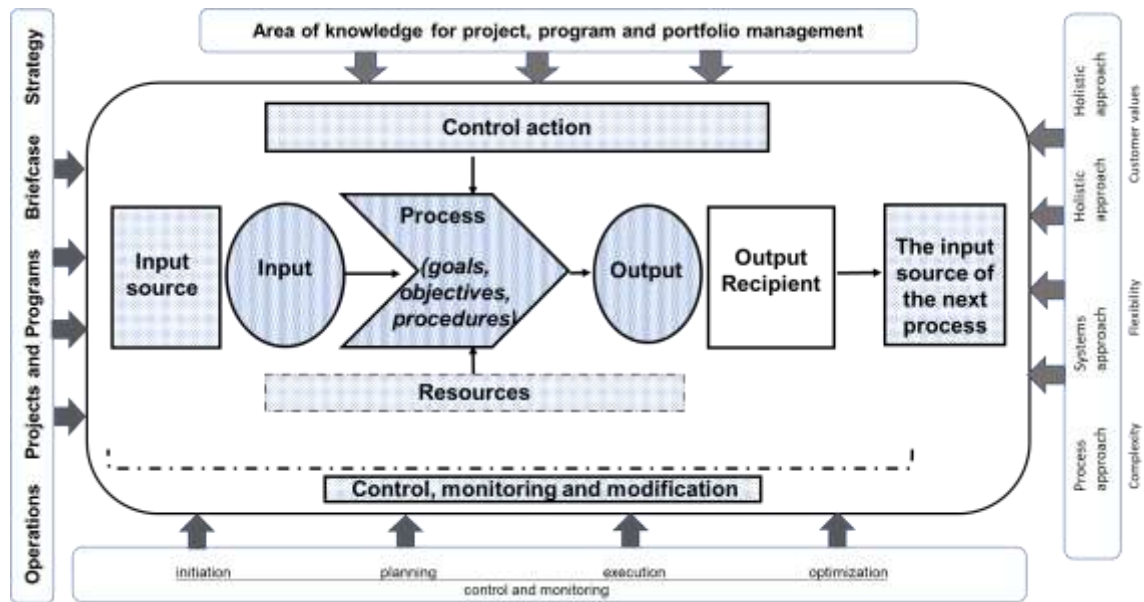 Area of knowledge for project, program and portfolio management
Strategy
Briefcase
Projects and Programs
Operations
Control action
Input
source
Input
Process
(goals,
objectives,
procedures)
Output
Output
Recipient
The input
source of
the next
process
Resources
Control, monitoring and modification
Holistic
approach
Holistic
approach
Systems
approach
Process
approach
Customer values
Flexibility
Complexity
initiation
planning
execution
optimization
control and monitoring